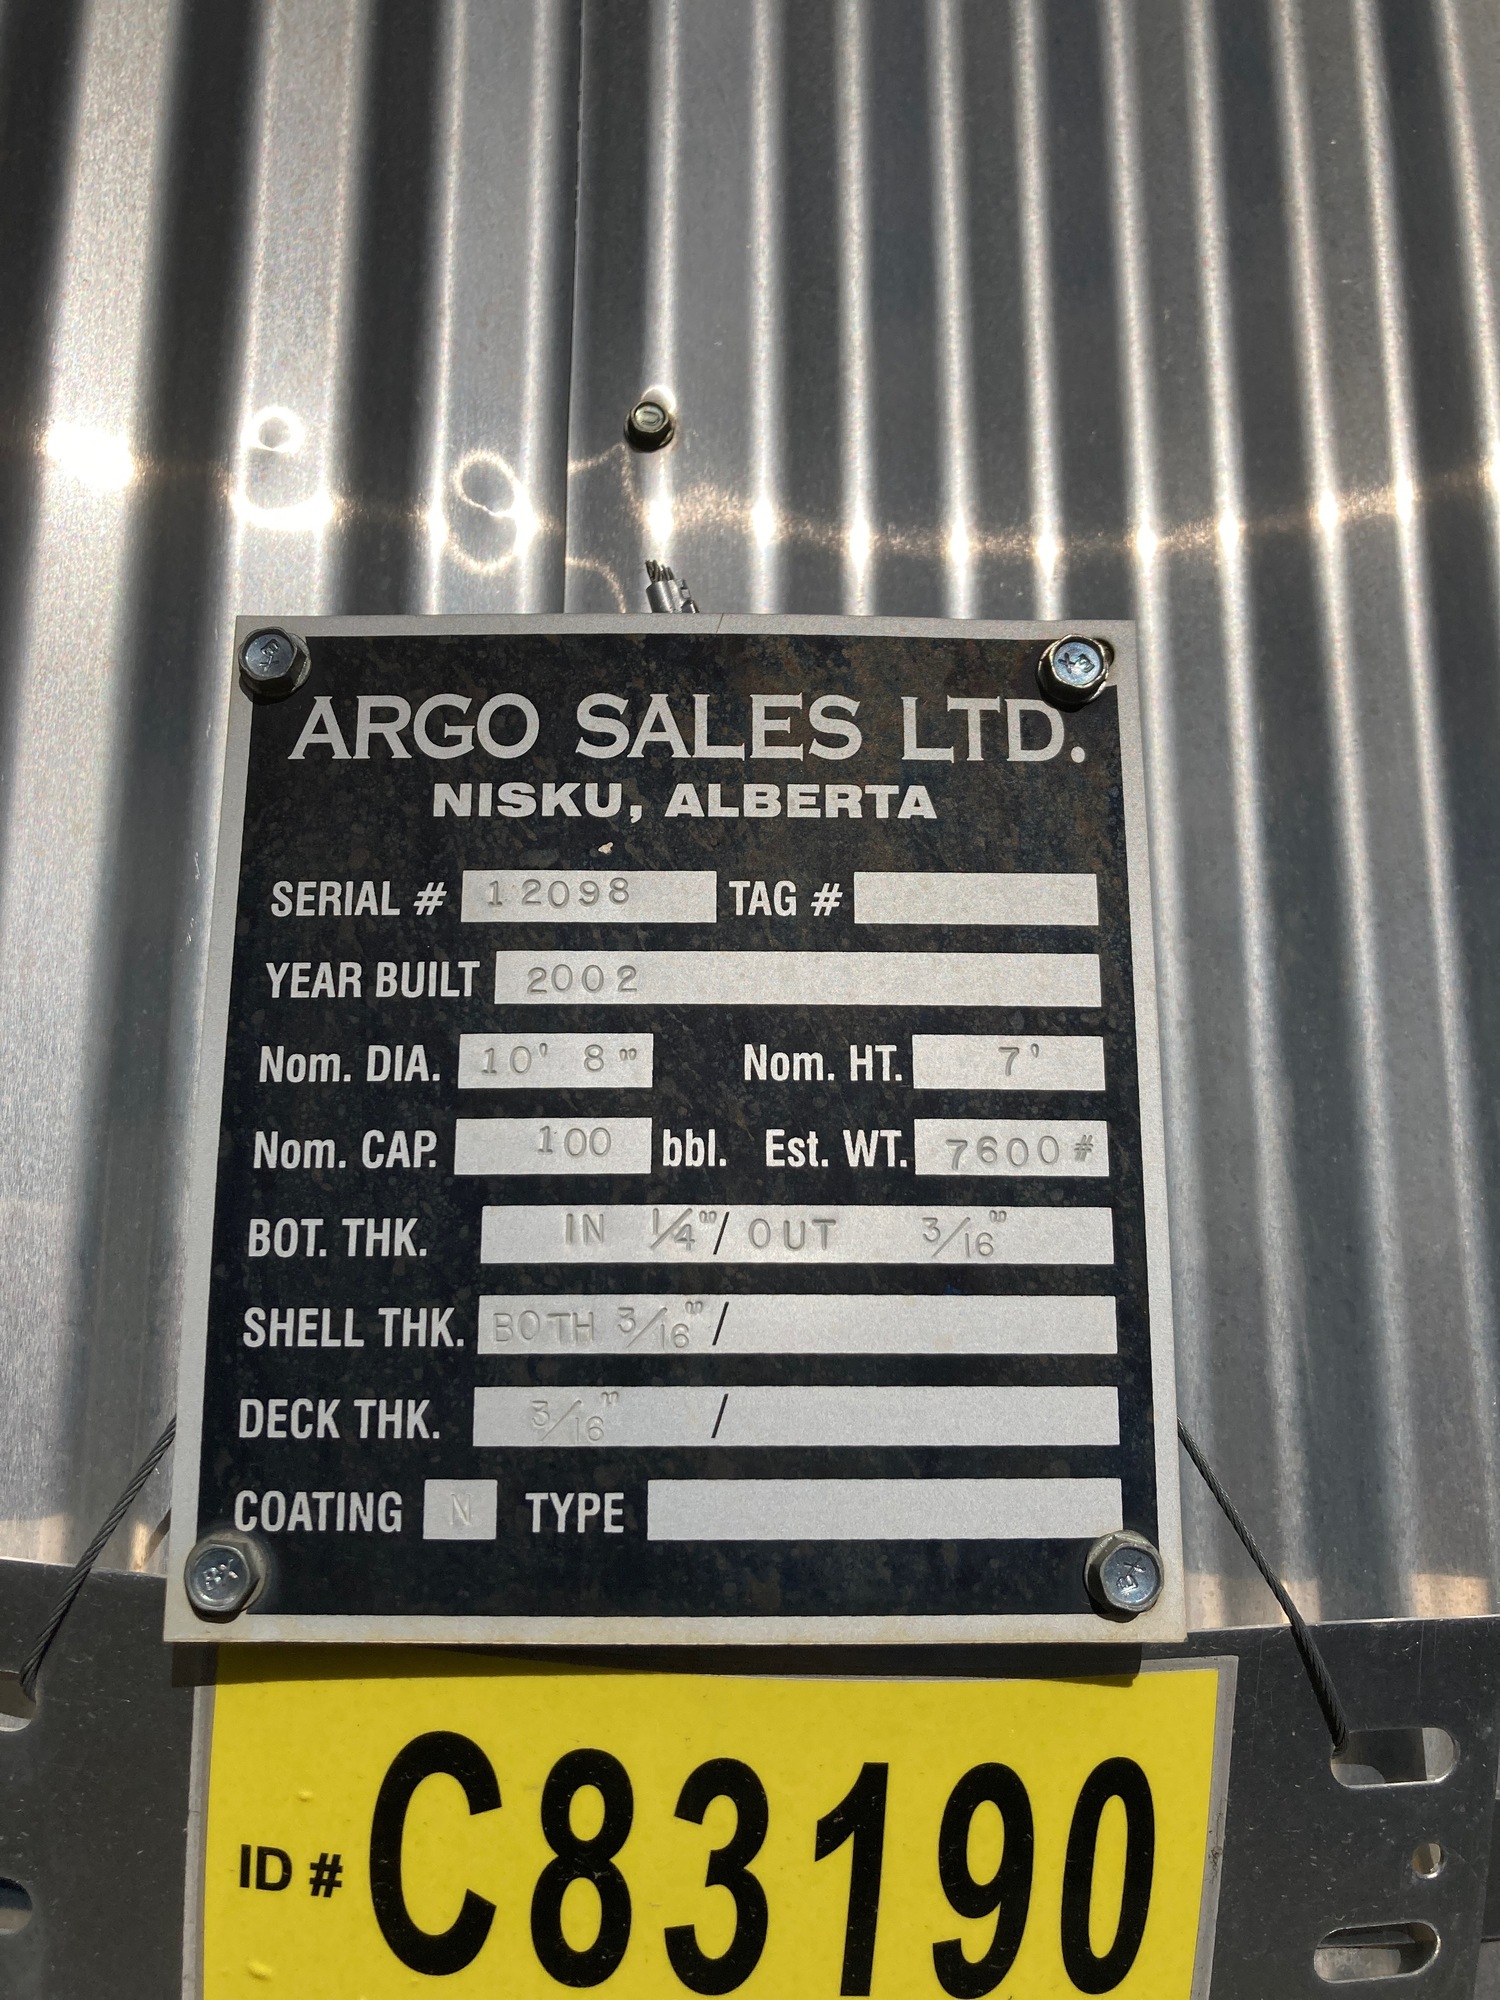 ARGO SALES LTD.
NISKU, ALBERTA
SERIAL # 12098 TAG #
YEAR BUILT 2002
Nom. DIA. 10' 8" Nom. HT. 7'
Nom. CAP. 100 bbl. Est. WT. 7600#
BOT. THK. IN 1/4" / OUT 3/16"
SHELL THK. BOTH 3/16" /
DECK THK. 3/16" /
COATING N TYPE
ID # C83190